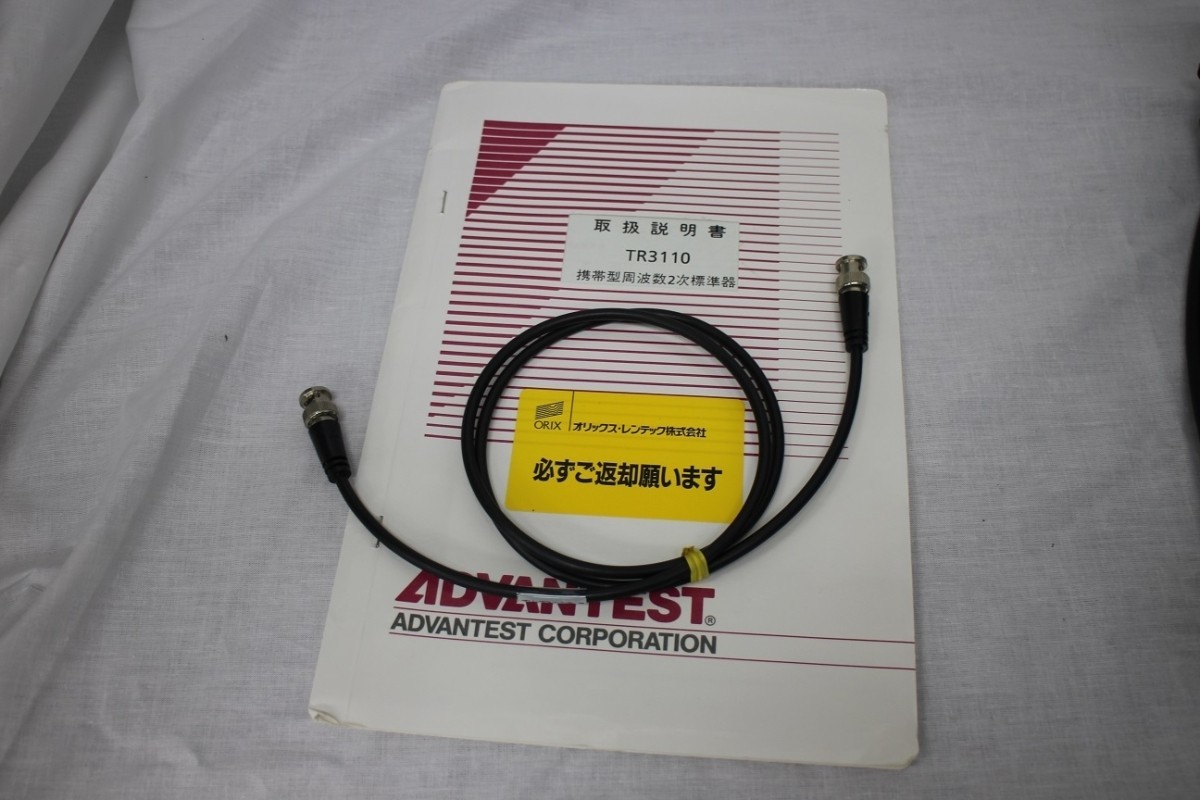 取扱説明書
TR3110
携帯型周波数2次標準器
ORIX
オリックス・レンテック株式会社
必ずご返却願います
ADVANTEST®
ADVANTEST CORPORATION